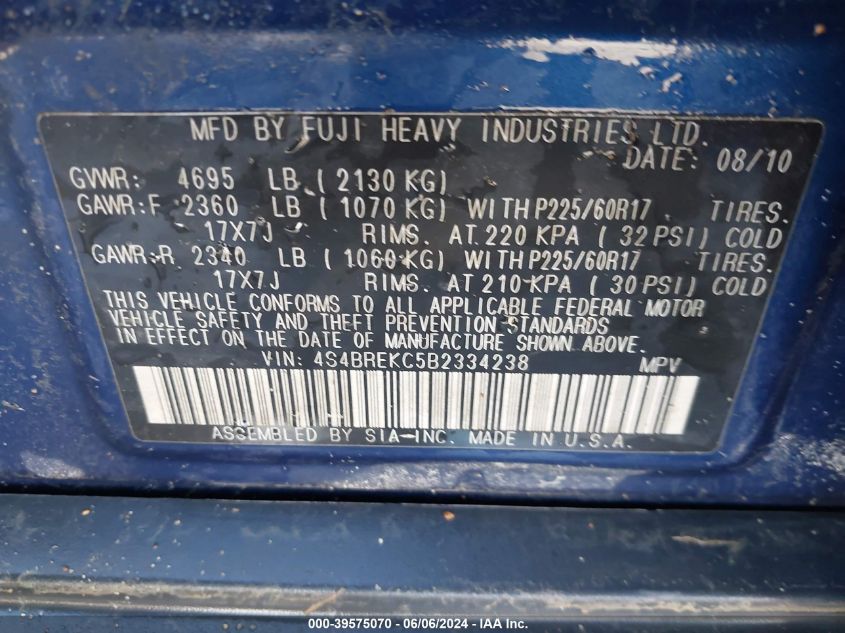 MFD BY FUJI HEAVY INDUSTRIES LTD.
DATE: 08/10
GVWR: 4695 LB ( 2130 KG)
GAWR:F 2360 LB ( 1070 KG) WITH P225/60R17 TIRES.
17X7J RIMS. AT 220 KPA ( 32 PSI) COLD
GAWR:R 2340 LB ( 1060 KG) WITH P225/60R17 TIRES.
17X7J RIMS. AT 210 KPA ( 30 PSI) COLD
THIS VEHICLE CONFORMS TO ALL APPLICABLE FEDERAL MOTOR
VEHICLE SAFETY AND THEFT PREVENTION STANDARDS
IN EFFECT ON THE DATE OF MANUFACTURE SHOWN ABOVE.
VIN: 4S4BREKC5B2334238 MPV
ASSEMBLED BY SIA-INC. MADE IN U.S.A.
000-39575070 - 06/06/2024 - IAA Inc.